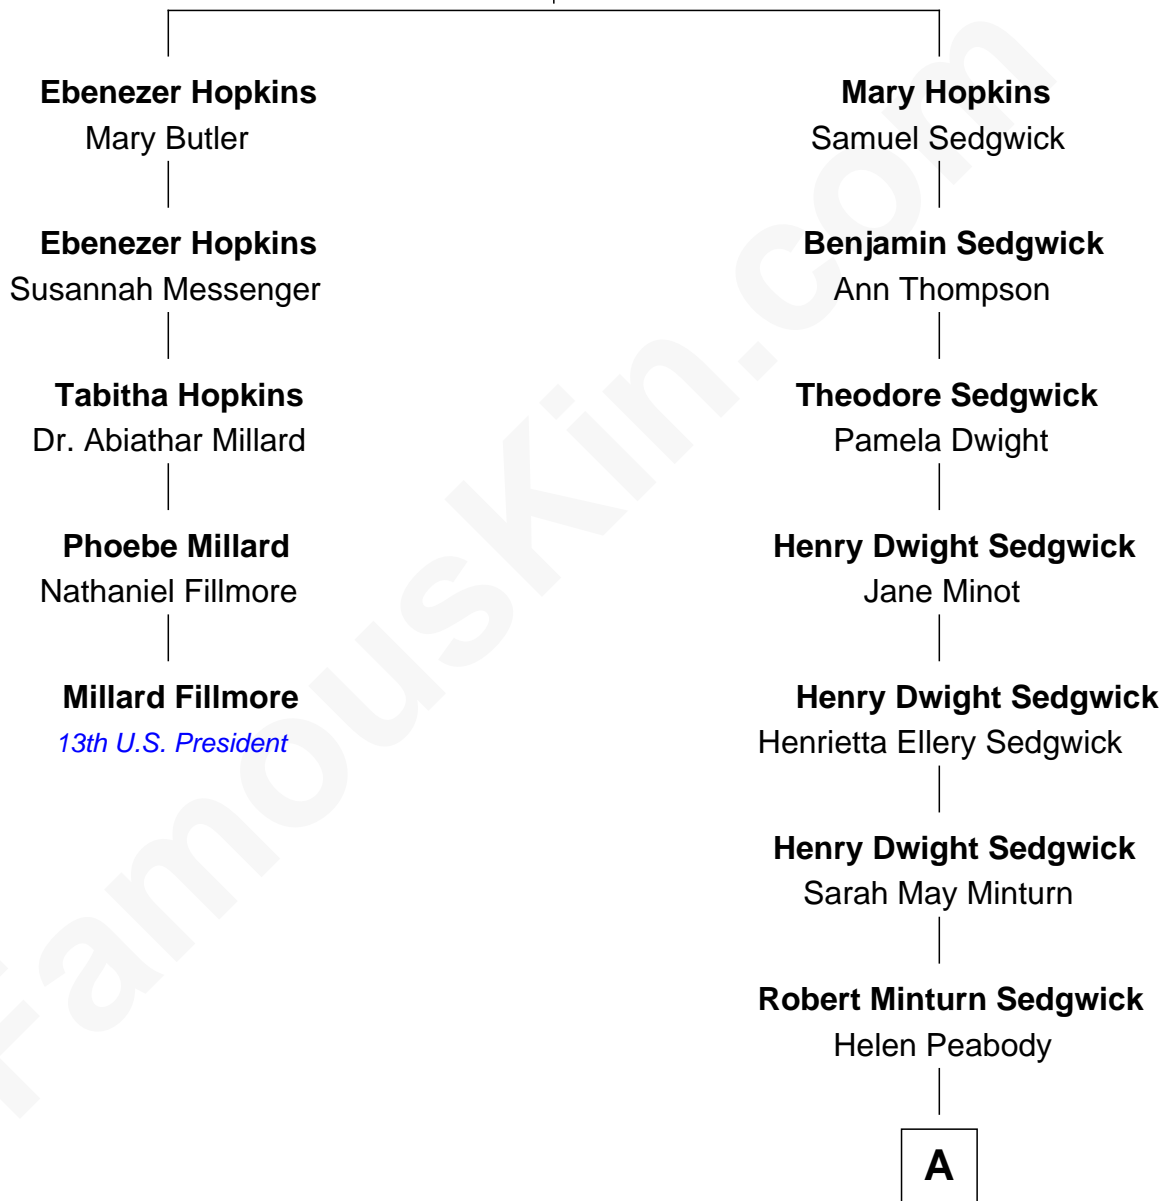 Ebenezer Hopkins
Mary Butler
Ebenezer Hopkins
Susannah Messenger
Tabitha Hopkins
Dr. Abiathar Millard
Phoebe Millard
Nathaniel Fillmore
Millard Fillmore
13th U.S. President
Mary Hopkins
Samuel Sedgwick
Benjamin Sedgwick
Ann Thompson
Theodore Sedgwick
Pamela Dwight
Henry Dwight Sedgwick
Jane Minot
Henry Dwight Sedgwick
Henrietta Ellery Sedgwick
Henry Dwight Sedgwick
Sarah May Minturn
Robert Minturn Sedgwick
Helen Peabody
A
FamousKin.com